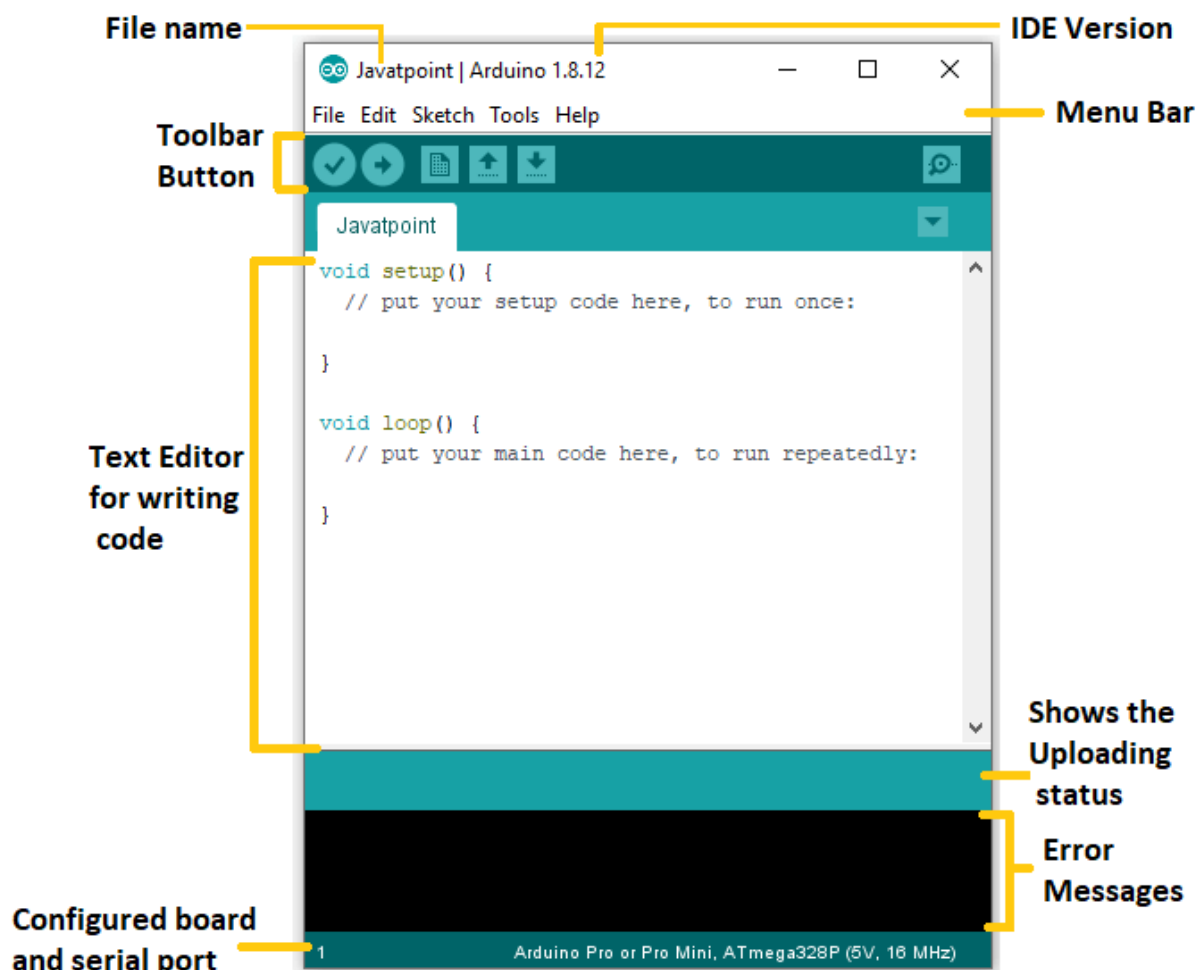 File name
IDE Version
Javatpoint | Arduino 1.8.12
File Edit Sketch Tools Help
Menu Bar
Toolbar
Button
Javatpoint
void setup() {
// put your setup code here, to run once:
}
void loop() {
// put your main code here, to run repeatedly:
}
Text Editor
for writing
code
Shows the
Uploading
status
Error
Messages
Configured board
and serial port
1
Arduino Pro or Pro Mini, ATmega328P (5V, 16 MHz)